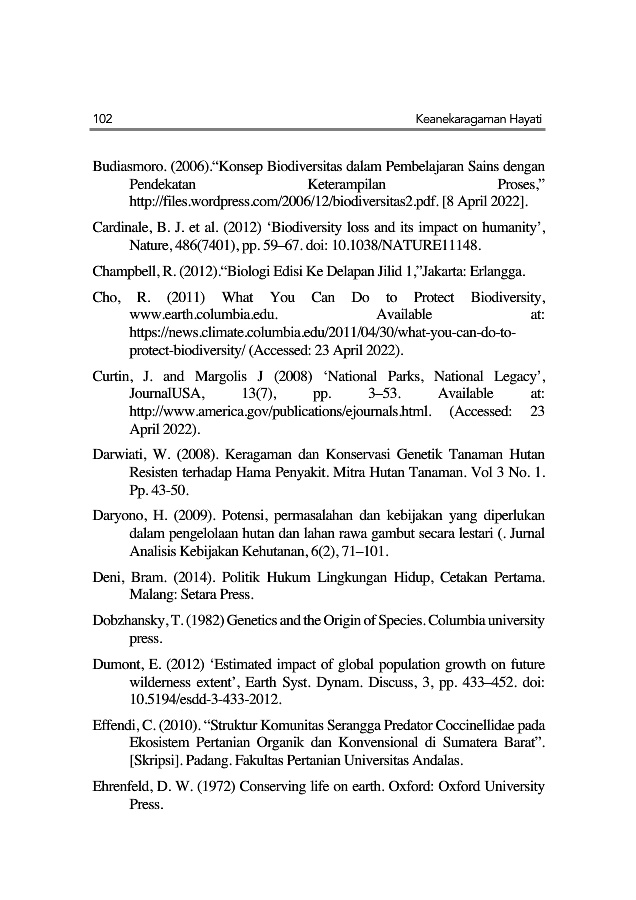 102 Keanekaragaman Hayati
Budiasmoro. (2006).“Konsep Biodiversitas dalam Pembelajaran Sains dengan
Pendekatan Keterampilan Proses,”
http://files.wordpress.com/2006/12/biodiversitas2.pdf. [8 April 2022].
Cardinale, B. J. et al. (2012) ‘Biodiversity loss and its impact on humanity’,
Nature, 486(7401), pp. 59–67. doi: 10.1038/NATURE11148.
Champbell, R. (2012).“Biologi Edisi Ke Delapan Jilid 1,”Jakarta: Erlangga.
Cho, R. (2011) What You Can Do to Protect Biodiversity,
www.earth.columbia.edu. Available at:
https://news.climate.columbia.edu/2011/04/30/what-you-can-do-to-
protect-biodiversity/ (Accessed: 23 April 2022).
Curtin, J. and Margolis J (2008) ‘National Parks, National Legacy’,
JournalUSA, 13(7), pp. 3–53. Available at:
http://www.america.gov/publications/ejournals.html. (Accessed: 23
April 2022).
Darwiati, W. (2008). Keragaman dan Konservasi Genetik Tanaman Hutan
Resisten terhadap Hama Penyakit. Mitra Hutan Tanaman. Vol 3 No. 1.
Pp. 43-50.
Daryono, H. (2009). Potensi, permasalahan dan kebijakan yang diperlukan
dalam pengelolaan hutan dan lahan rawa gambut secara lestari (. Jurnal
Analisis Kebijakan Kehutanan, 6(2), 71–101.
Deni, Bram. (2014). Politik Hukum Lingkungan Hidup, Cetakan Pertama.
Malang: Setara Press.
Dobzhansky, T. (1982) Genetics and the Origin of Species. Columbia university
press.
Dumont, E. (2012) ‘Estimated impact of global population growth on future
wilderness extent’, Earth Syst. Dynam. Discuss, 3, pp. 433–452. doi:
10.5194/esdd-3-433-2012.
Effendi, C. (2010). “Struktur Komunitas Serangga Predator Coccinellidae pada
Ekosistem Pertanian Organik dan Konvensional di Sumatera Barat”.
[Skripsi]. Padang. Fakultas Pertanian Universitas Andalas.
Ehrenfeld, D. W. (1972) Conserving life on earth. Oxford: Oxford University
Press.